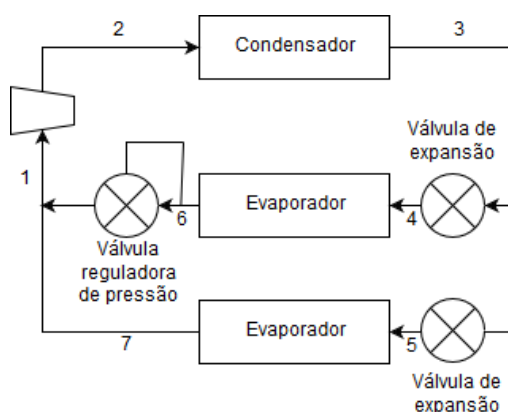 2
Condensador
3
Válvula de
expansão
1
6
Evaporador
4
Válvula
reguladora
de pressão
7
Evaporador
5
Válvula de
expansão